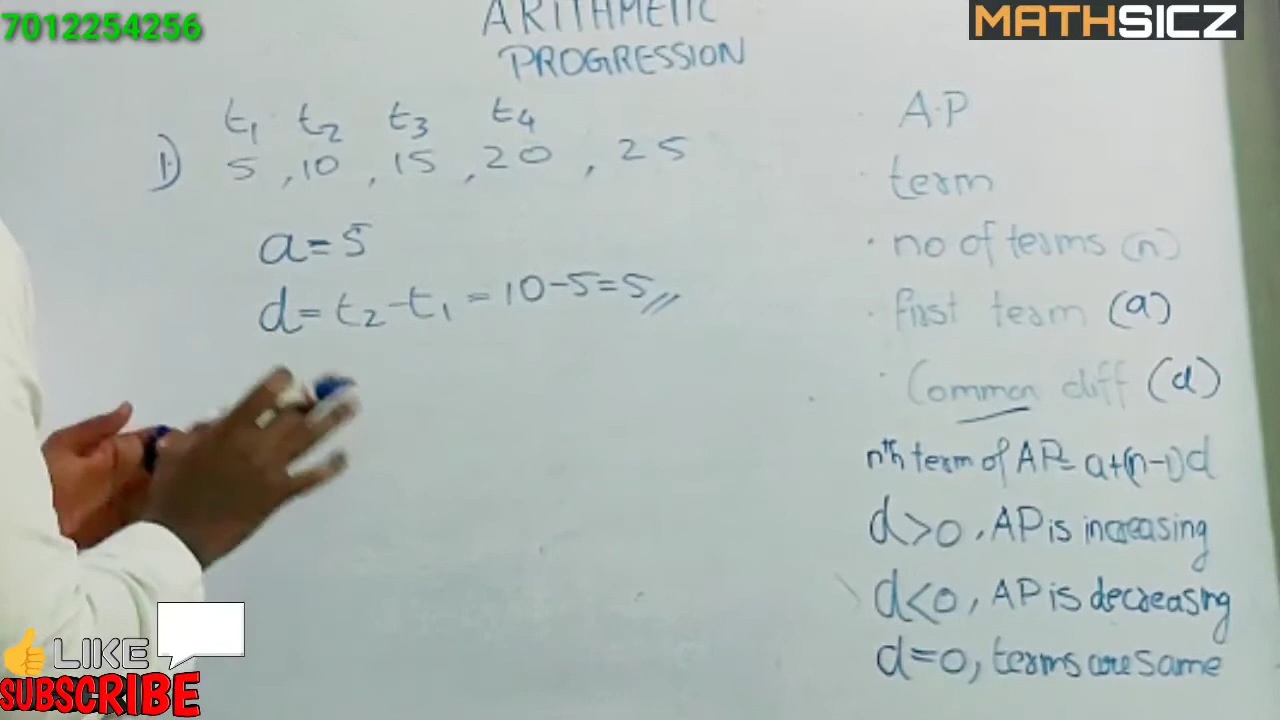 7012254256
ARITHMETIC
PROGRESSION
MATHSICZ
t1 t2 t3 t4
1) 5 , 10 , 15 , 20 , 25
a = 5
d = t2 - t1 = 10 - 5 = 5 //
· A.P
· term
· no of terms (n)
· first term (a)
· Common diff (d)
nth term of AP = a+(n-1)d
d>0, AP is increasing
d<0, AP is decreasing
d=0, terms are same
LIKE
SUBSCRIBE